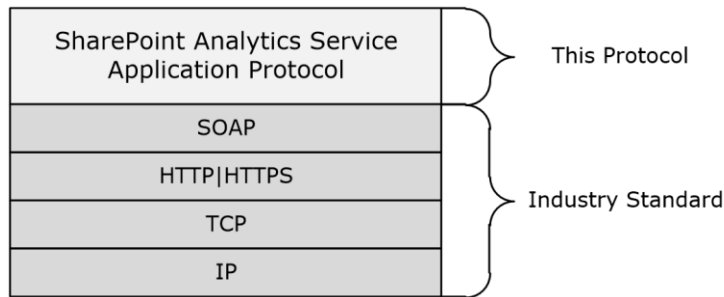 SharePoint Analytics Service
Application Protocol
This Protocol
SOAP
HTTP|HTTPS
TCP
IP
Industry Standard